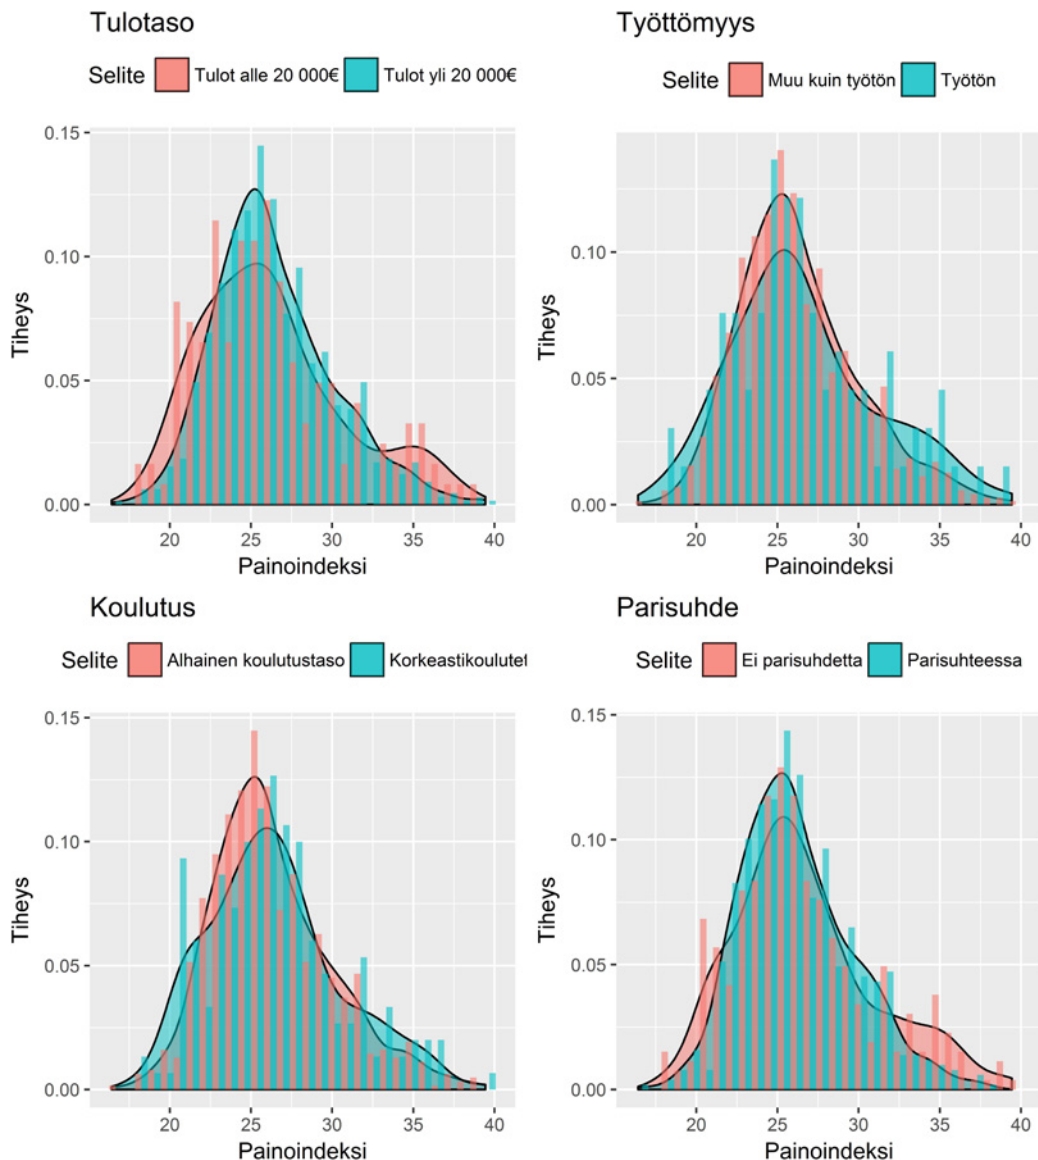 Tulotaso
Selite Tulot alle 20 000€ Tulot yli 20 000€
0.15
0.10
0.05
0.00
Tiheys
20 25 30 35 40
Painoindeksi
Työttömyys
Selite Muu kuin työtön Työtön
0.10
0.05
0.00
Tiheys
20 25 30 35 40
Painoindeksi
Koulutus
Selite Alhainen koulutustaso Korkeastikoulutet
0.15
0.10
0.05
0.00
Tiheys
20 25 30 35 40
Painoindeksi
Parisuhde
Selite Ei parisuhdetta Parisuhteessa
0.15
0.10
0.05
0.00
Tiheys
20 25 30 35 40
Painoindeksi